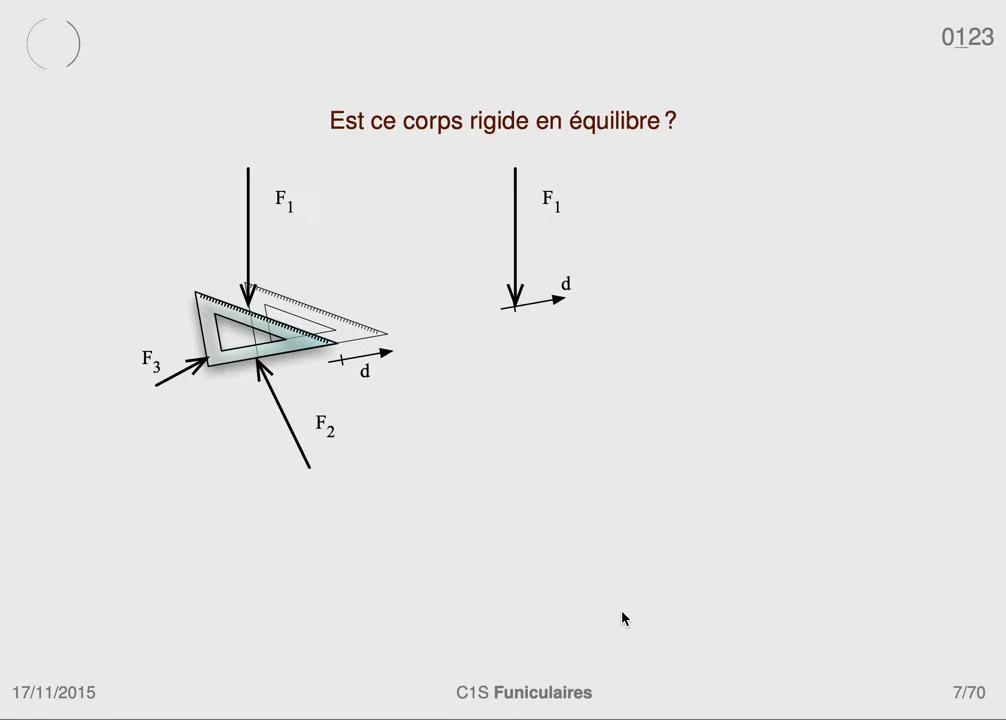 0123
Est ce corps rigide en équilibre ?
F1
F1
d
F3
d
F2
17/11/2015
C1S Funiculaires
7/70